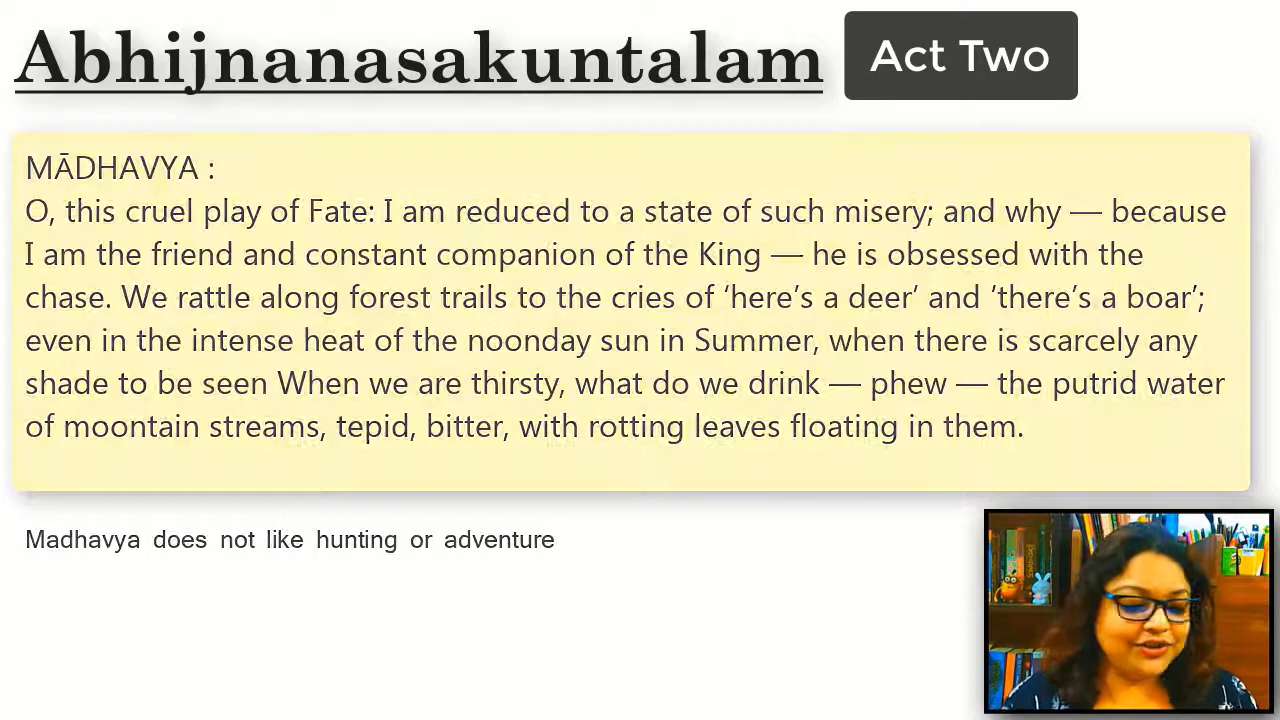 Abhijnanasakuntalam Act Two
MĀDHAVYA :
O, this cruel play of Fate: I am reduced to a state of such misery; and why — because
I am the friend and constant companion of the King — he is obsessed with the
chase. We rattle along forest trails to the cries of ‘here’s a deer’ and ’there’s a boar’;
even in the intense heat of the noonday sun in Summer, when there is scarcely any
shade to be seen When we are thirsty, what do we drink — phew — the putrid water
of moontain streams, tepid, bitter, with rotting leaves floating in them.
Madhavya does not like hunting or adventure